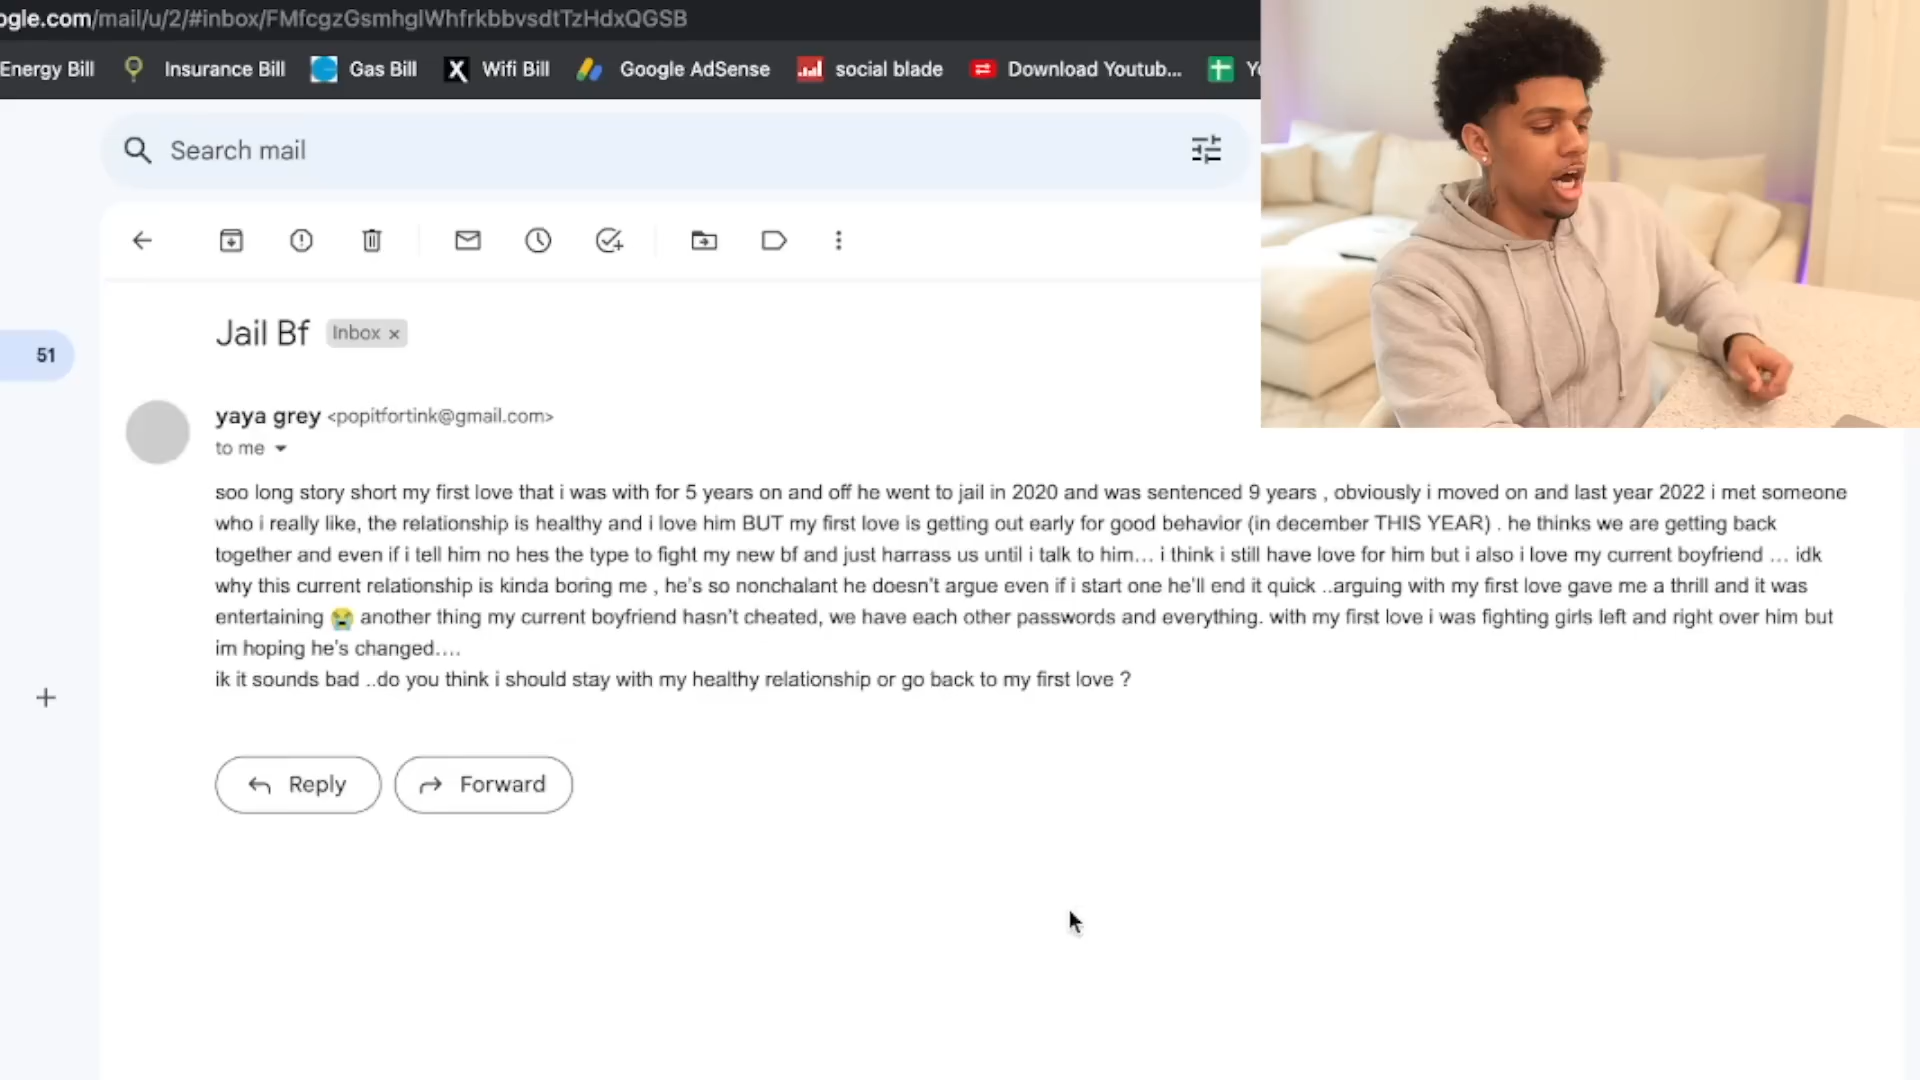 ogle.com/mail/u/2/#inbox/FMfcgzGsmhglWhfrkbbvsdtTzHdxQGSB
Energy Bill Insurance Bill Gas Bill Wifi Bill Google AdSense social blade Download Youtub...
Search mail
Jail Bf Inbox x
51
yaya grey <popitfortink@gmail.com>
to me
soo long story short my first love that i was with for 5 years on and off he went to jail in 2020 and was sentenced 9 years , obviously i moved on and last year 2022 i met someone
who i really like, the relationship is healthy and i love him BUT my first love is getting out early for good behavior (in december THIS YEAR) . he thinks we are getting back
together and even if i tell him no hes the type to fight my new bf and just harrass us until i talk to him... i think i still have love for him but i also i love my current boyfriend ... idk
why this current relationship is kinda boring me , he's so nonchalant he doesn't argue even if i start one he'll end it quick ..arguing with my first love gave me a thrill and it was
entertaining 😭 another thing my current boyfriend hasn't cheated, we have each other passwords and everything. with my first love i was fighting girls left and right over him but
im hoping he's changed....
ik it sounds bad ..do you think i should stay with my healthy relationship or go back to my first love ?
Reply Forward